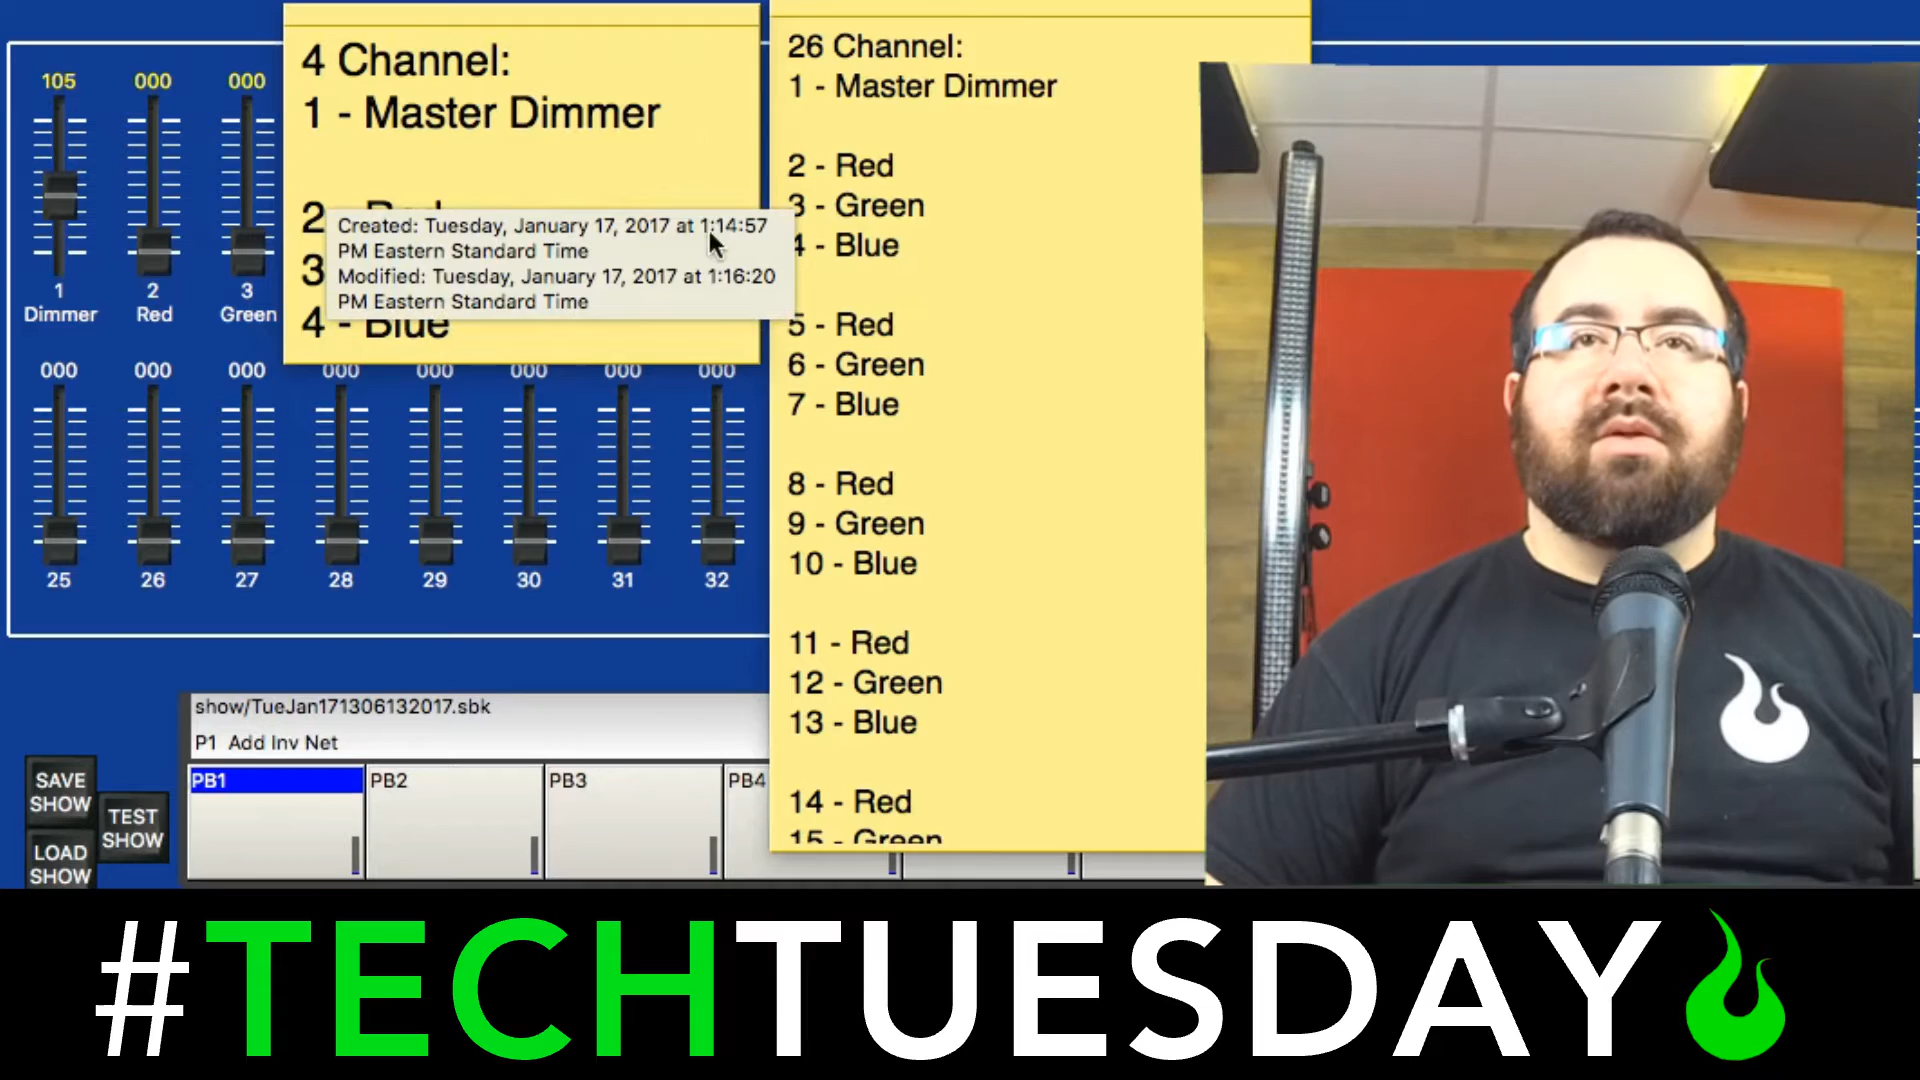 105 000 000
1 2 3
Dimmer Red Green
4 Channel:
1 - Master Dimmer
2 - Red
3
4 - Blue
Created: Tuesday, January 17, 2017 at 1:14:57
PM Eastern Standard Time
Modified: Tuesday, January 17, 2017 at 1:16:20
PM Eastern Standard Time
26 Channel:
1 - Master Dimmer
2 - Red
3 - Green
4 - Blue
5 - Red
6 - Green
7 - Blue
8 - Red
9 - Green
10 - Blue
11 - Red
12 - Green
13 - Blue
14 - Red
15 - Green
000 000 000 000 000 000 000 000
25 26 27 28 29 30 31 32
show/TueJan171306132017.sbk
P1 Add Inv Net
SAVE
SHOW
TEST
SHOW
LOAD
SHOW
PB1 PB2 PB3 PB4
#TECHTUESDAY